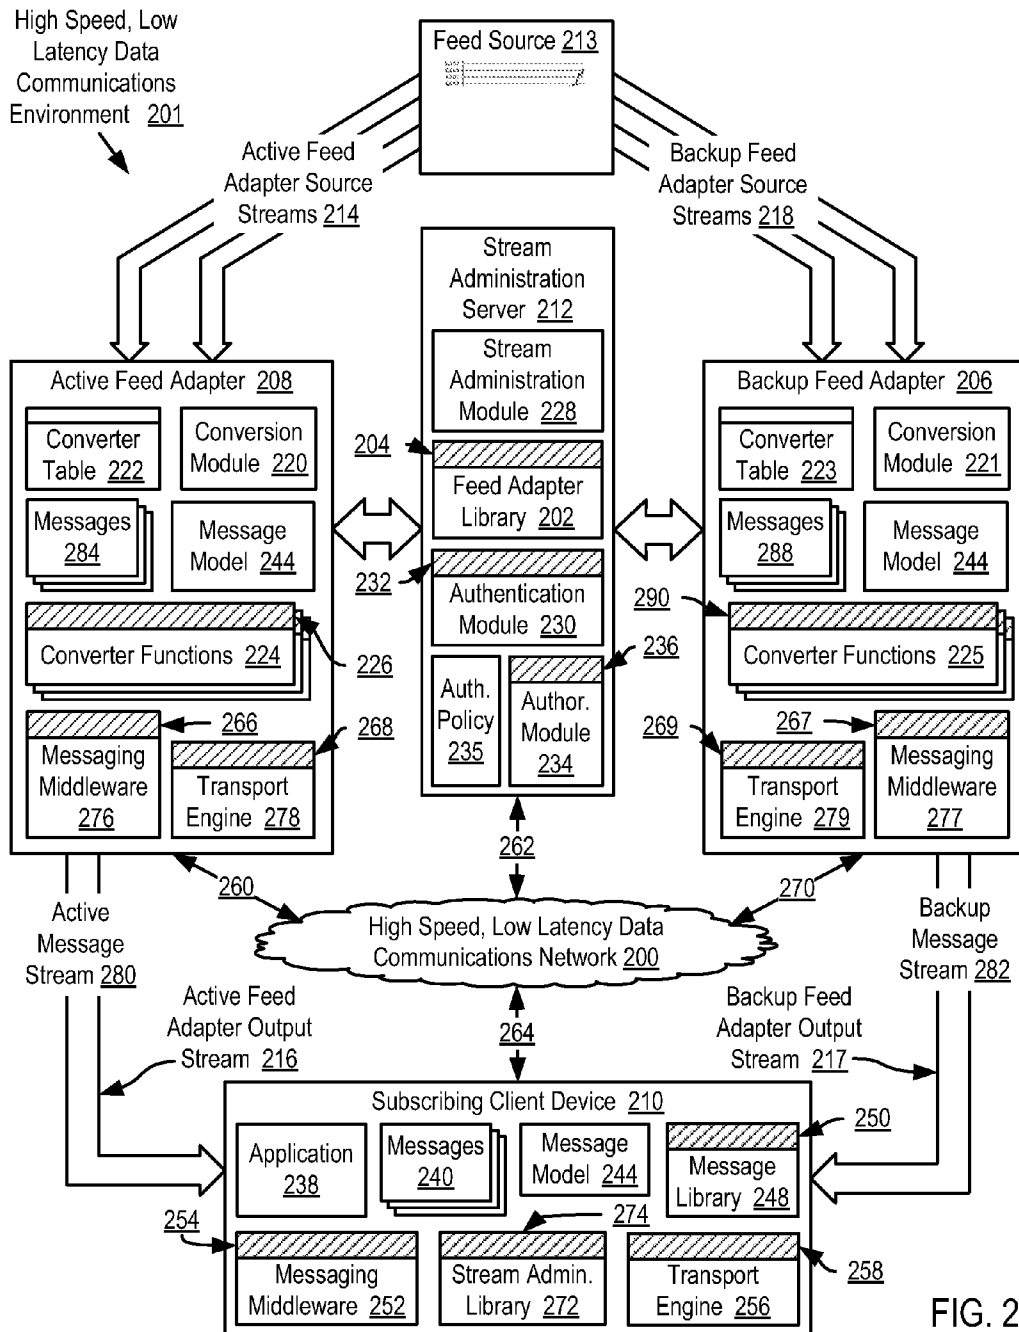 High Speed, Low
Latency Data
Communications
Environment 201
Feed Source 213
Active Feed
Adapter Source
Streams 214
Backup Feed
Adapter Source
Streams 218
Stream
Administration
Server 212
Stream
Administration
Module 228
204
Feed Adapter
Library 202
232
Authentication
Module 230
236
Auth.
Policy
235
Author.
Module
234
Active Feed Adapter 208
Converter
Table 222
Conversion
Module 220
Messages
284
Message
Model 244
Converter Functions 224
226
266
Messaging
Middleware
276
268
Transport
Engine 278
Backup Feed Adapter 206
Converter
Table 223
Conversion
Module 221
Messages
288
Message
Model 244
290
Converter Functions 225
269
Transport
Engine 279
267
Messaging
Middleware
277
260
262
270
High Speed, Low Latency Data
Communications Network 200
264
Active
Message
Stream 280
Active Feed
Adapter Output
Stream 216
Backup
Message
Stream 282
Backup Feed
Adapter Output
Stream 217
Subscribing Client Device 210
Application
238
Messages
240
Message
Model 244
250
Message
Library 248
254
Messaging
Middleware 252
274
Stream Admin.
Library 272
258
Transport
Engine 256
FIG. 2